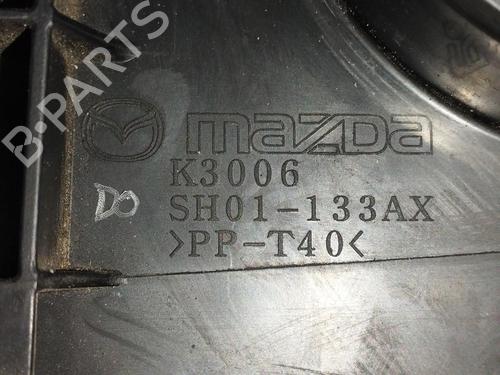 B-PARTS
mazda
K3006
DO
SH01-133AX
>PP-T40<